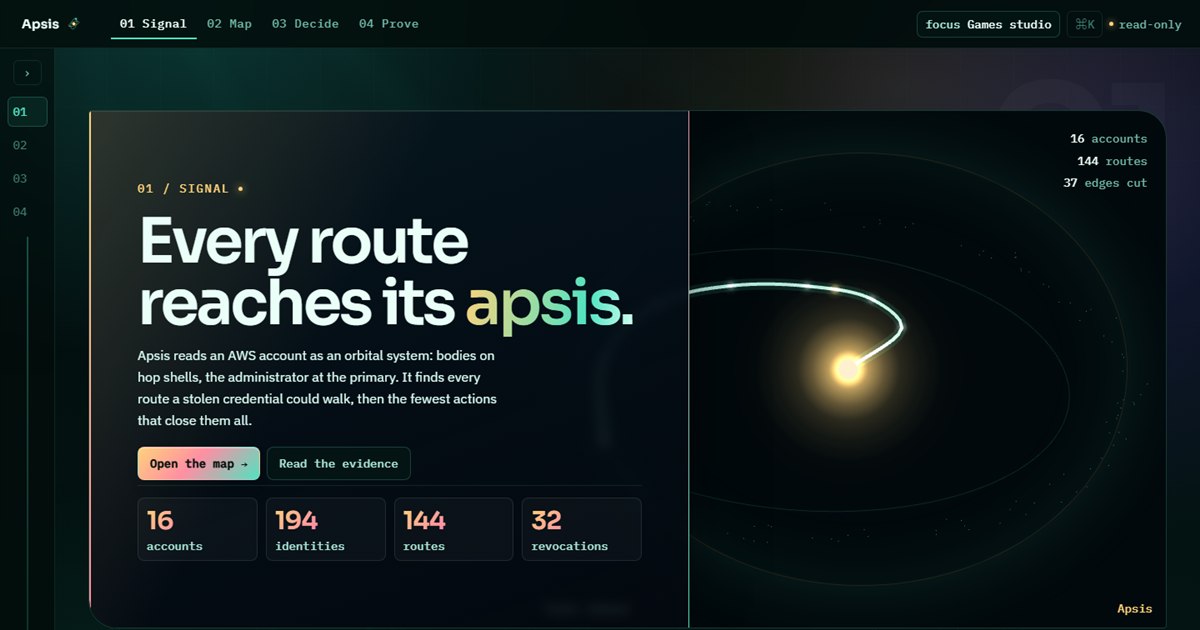 Apsis
01 Signal
02 Map
03 Decide
04 Prove
focus Games studio
⌘K
read-only
›
01
02
03
04
01
16 accounts
144 routes
37 edges cut
01 / SIGNAL
Every route
reaches its apsis.
Apsis reads an AWS account as an orbital system: bodies on
hop shells, the administrator at the primary. It finds every
route a stolen credential could walk, then the fewest actions
that close them all.
Open the map →
Read the evidence
16
accounts
194
identities
144
routes
32
revocations
Apsis